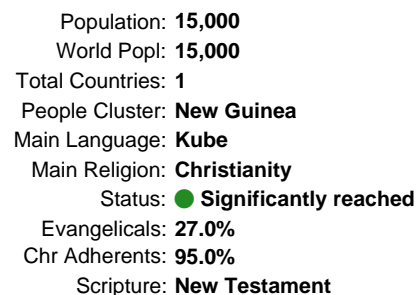 Population: 15,000
World Popl: 15,000
Total Countries: 1
People Cluster: New Guinea
Main Language: Kube
Main Religion: Christianity
Status: Significantly reached
Evangelicals: 27.0%
Chr Adherents: 95.0%
Scripture: New Testament